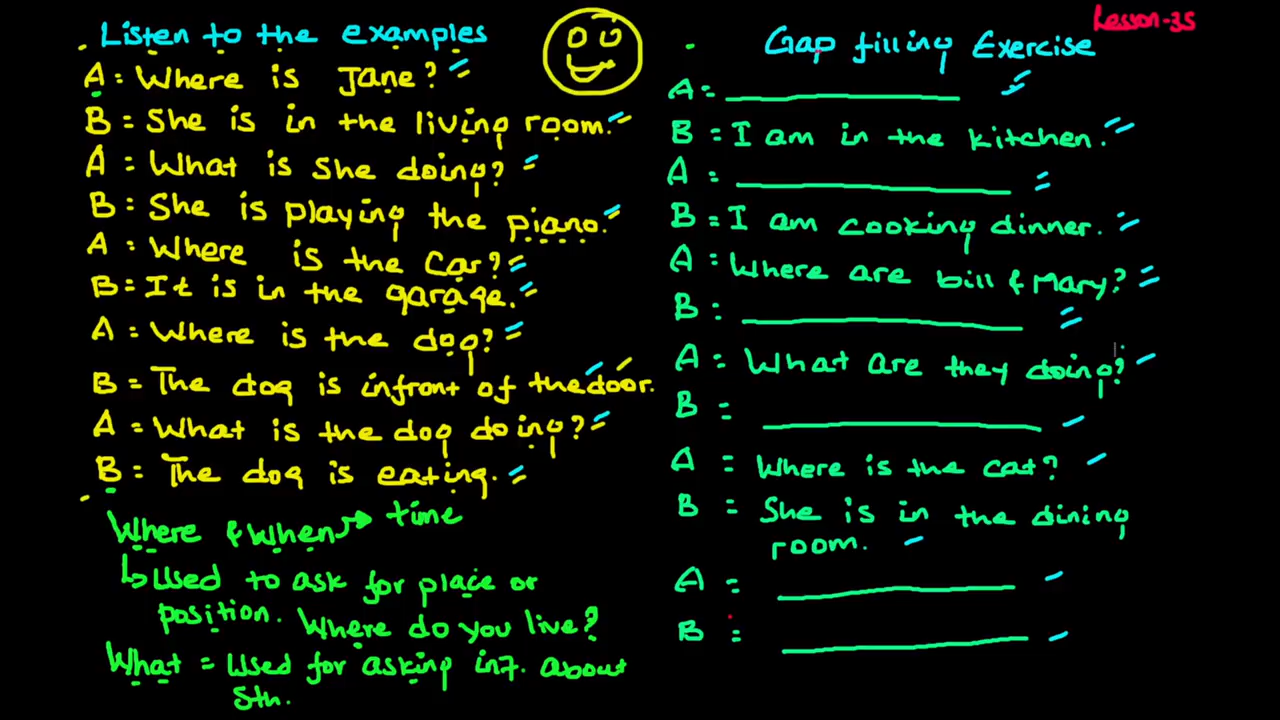 Listen to the examples
A: Where is Jane?
B = She is in the living room.
A : What is she doing?
B : She is playing the piano.
A : Where is the car?
B = It is in the garage.
A : Where is the dog?
B = The dog is infront of the door.
A = What is the dog doing?
B = The dog is eating.
Where & When → time
↳ Used to ask for place or
position. Where do you live?
What = Used for asking inf. about
Sth.
Lesson-35
Gap filling Exercise
A =
B = I am in the kitchen.
A :
B = I am cooking dinner.
A : Where are bill & Mary?
B :
A : What are they doing?
B =
A = Where is the cat?
B = She is in the dining
room.
A =
B =